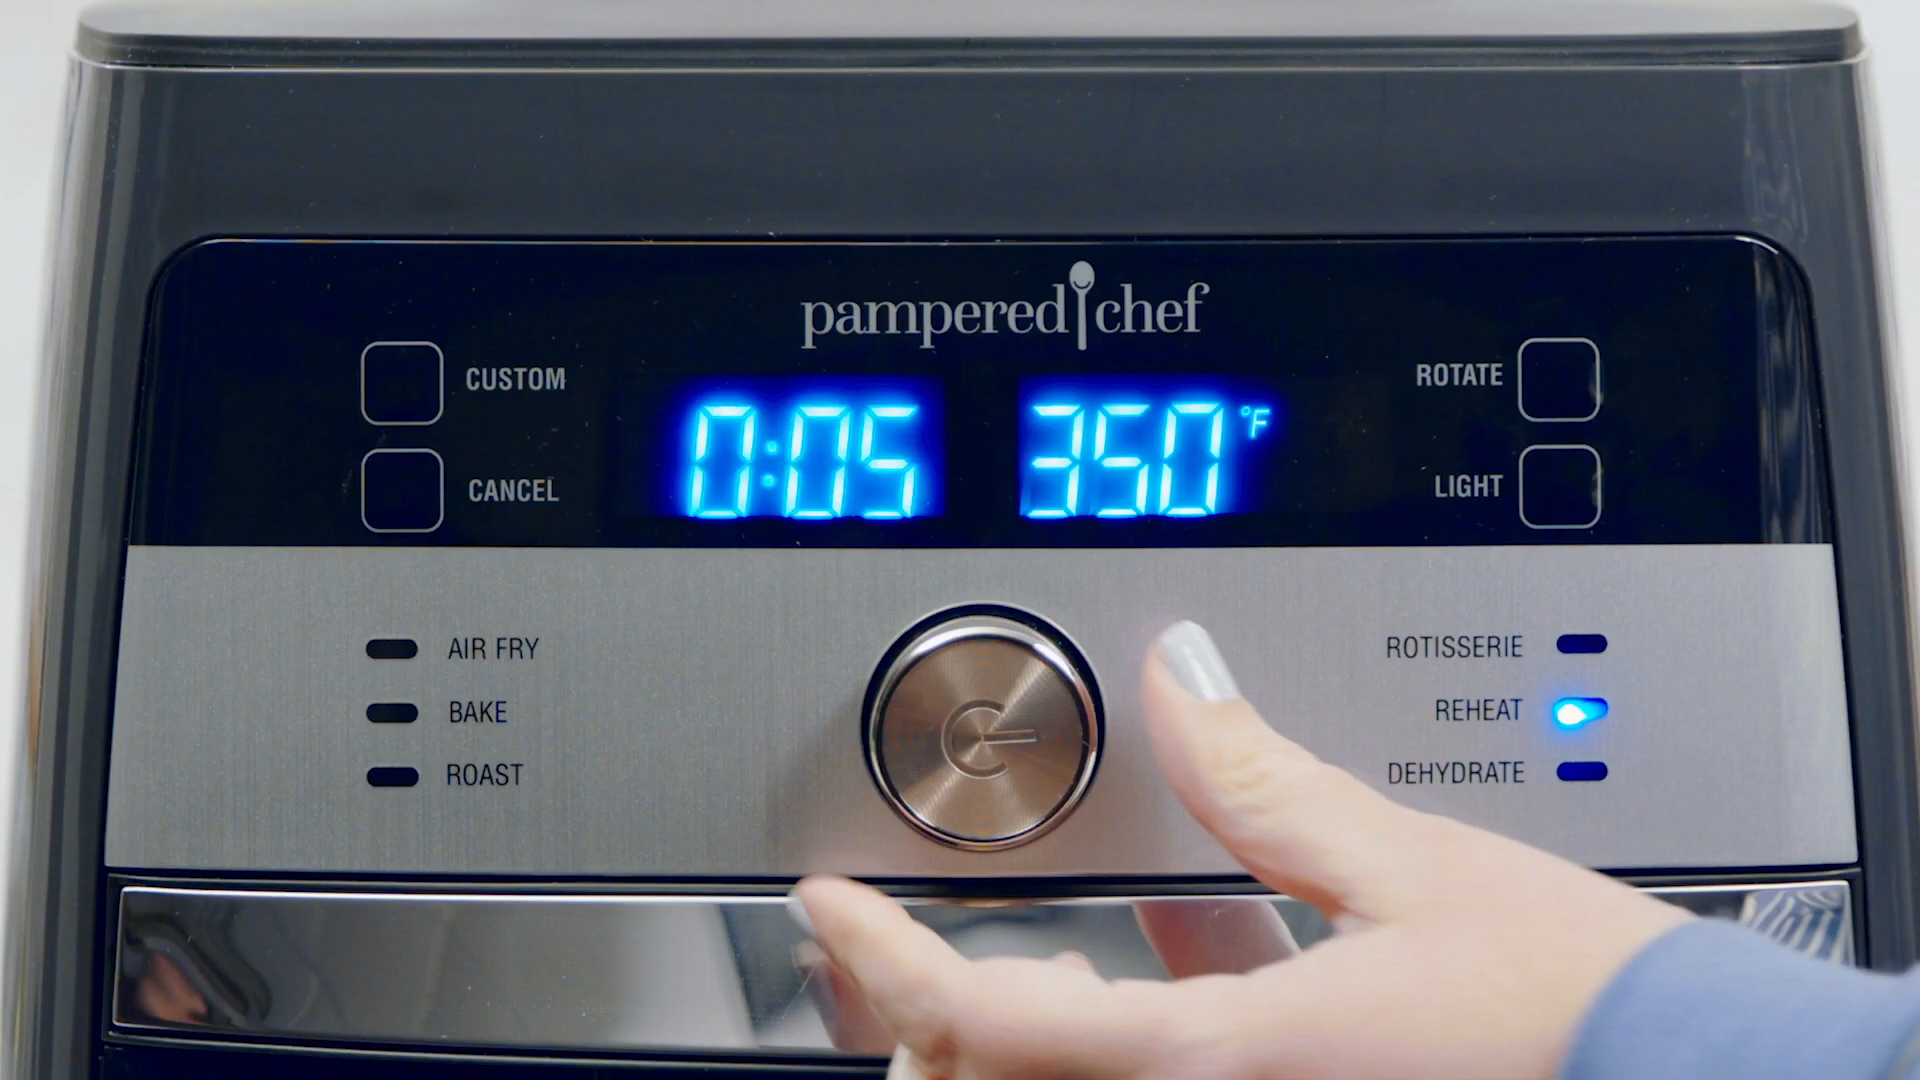 pampered chef
CUSTOM
CANCEL
0:05
350 °F
ROTATE
LIGHT
AIR FRY
BAKE
ROAST
ROTISSERIE
REHEAT
DEHYDRATE